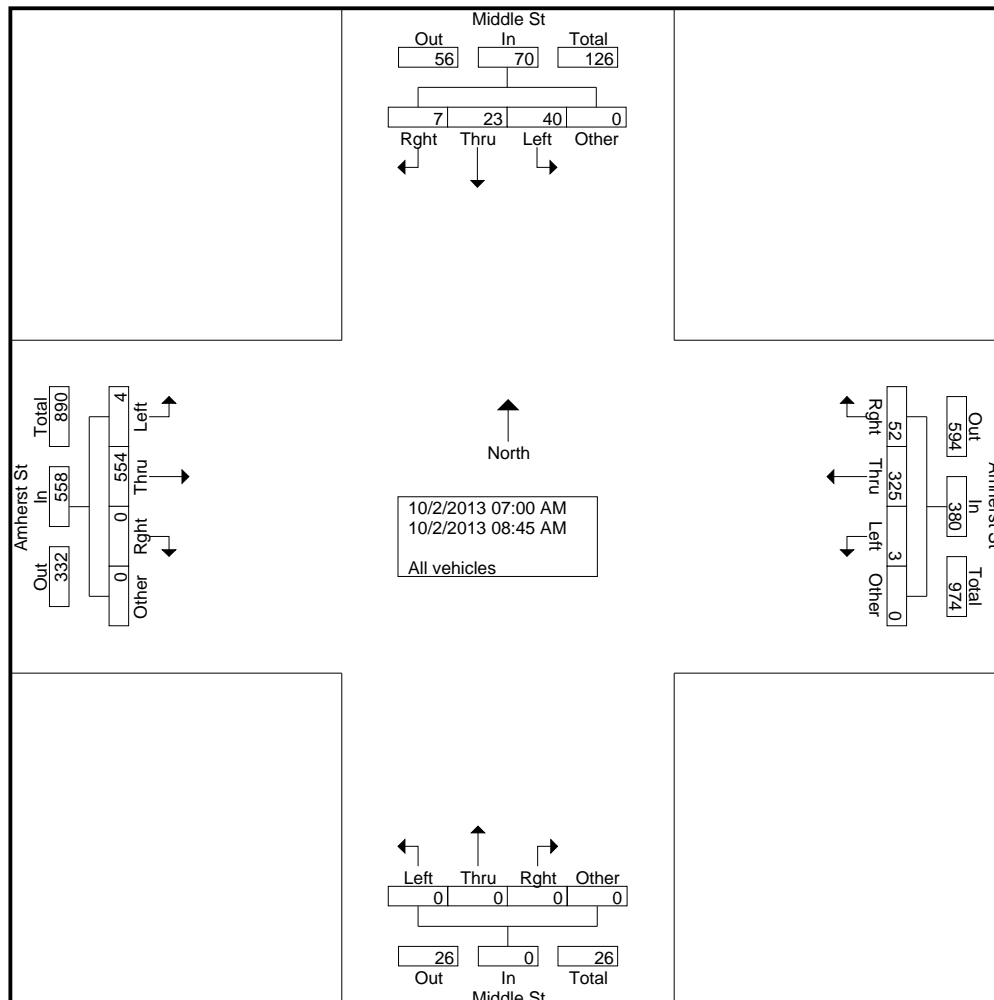 Middle St
Out In Total
56 70 126
7 23 40 0
Rght Thru Left Other
Amherst St
Total In Out
890 558 332
4 554 0 0
Left Thru Rght Other
North
10/2/2013 07:00 AM
10/2/2013 08:45 AM
All vehicles
Rght Thru Left Other
52 325 3 0
594 380 974
Out In Total
Amherst St
Left Thru Rght Other
0 0 0 0
26 0 26
Out In Total
Middle St